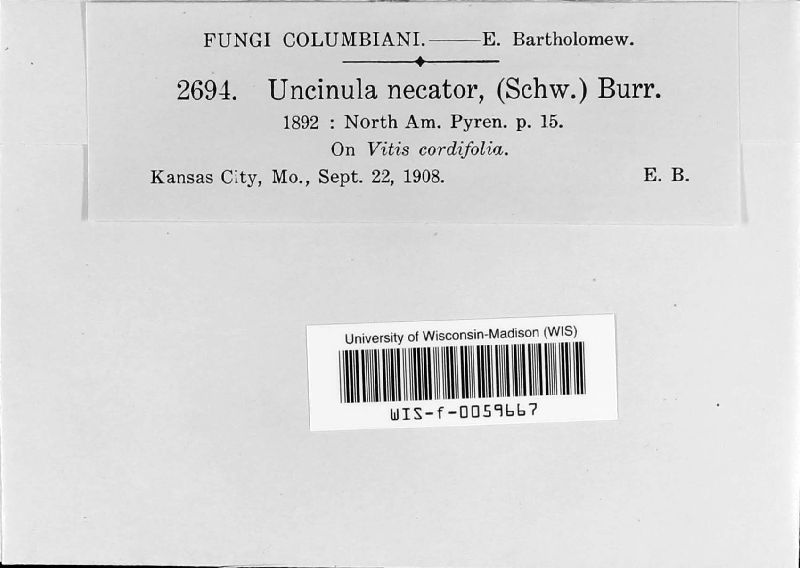 FUNGI COLUMBIANI.——E. Bartholomew.
2694. Uncinula necator, (Schw.) Burr.
1892 : North Am. Pyren. p. 15.
On Vitis cordifolia.
Kansas City, Mo., Sept. 22, 1908. E. B.
University of Wisconsin-Madison (WIS)
WIS-f-0059667